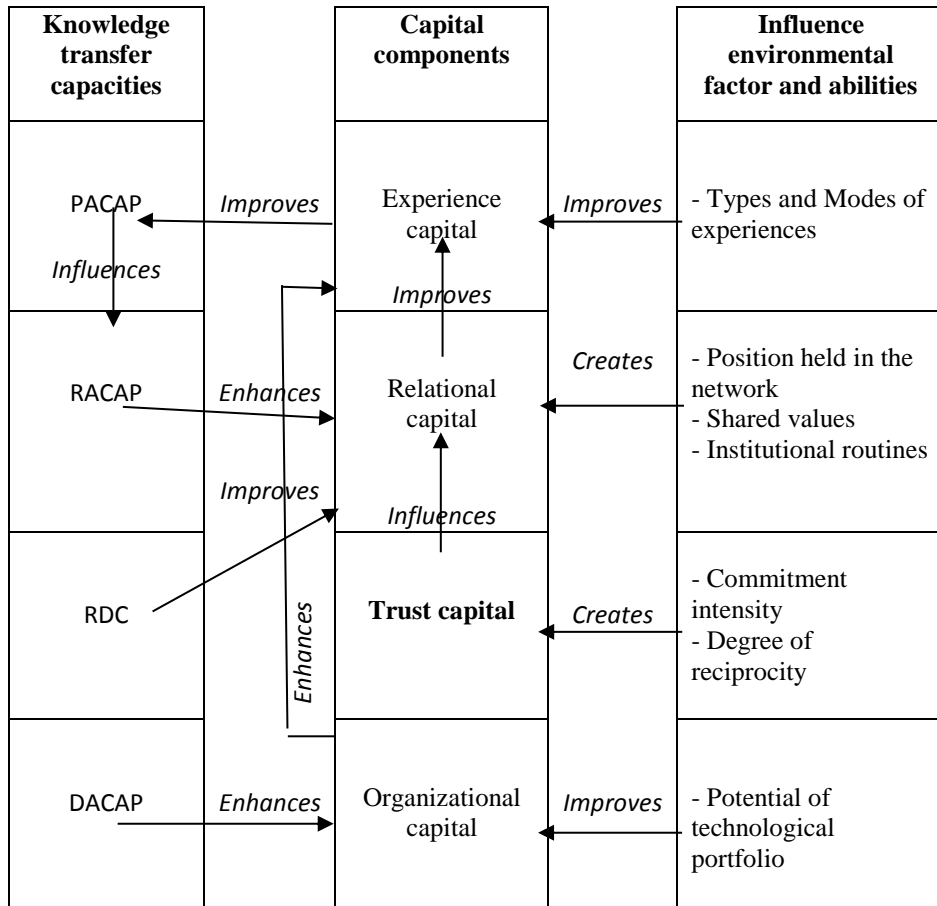 Knowledge
transfer
capacities
Capital
components
Influence
environmental
factor and abilities
PACAP
Improves
Experience
capital
Improves
- Types and Modes of
experiences
Influences
Improves
RACAP
Enhances
Relational
capital
Creates
- Position held in the
network
- Shared values
- Institutional routines
Improves
Influences
RDC
Enhances
Trust capital
Creates
- Commitment
intensity
- Degree of
reciprocity
DACAP
Enhances
Organizational
capital
Improves
- Potential of
technological
portfolio